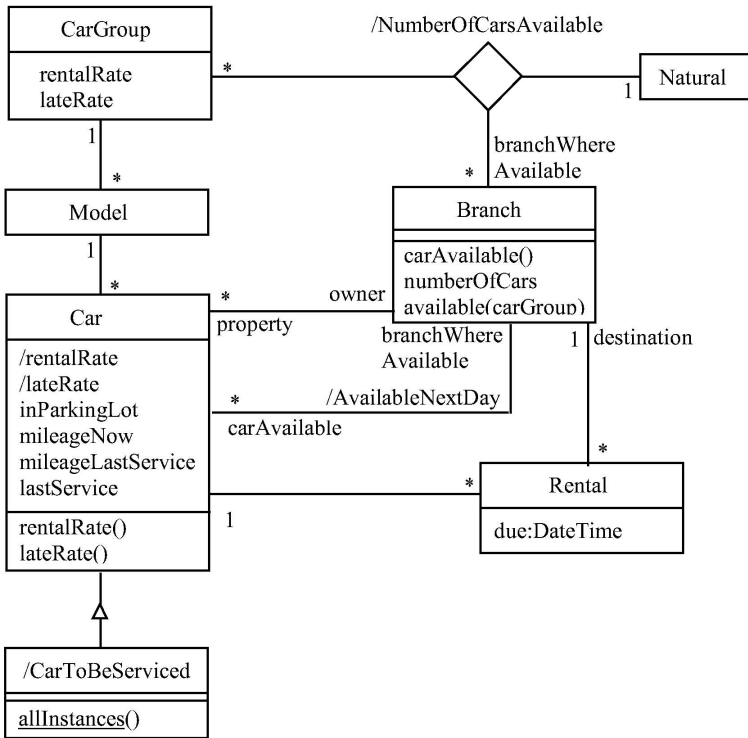 CarGroup
rentalRate
lateRate
/NumberOfCarsAvailable
*
1
Natural
1
*
branchWhere
Available
*
Model
Branch
carAvailable()
numberOfCars
available(carGroup)
1
*
Car
/rentalRate
/lateRate
inParkingLot
mileageNow
mileageLastService
lastService
rentalRate()
lateRate()
*
owner
property
branchWhere
Available
1
destination
*
/AvailableNextDay
carAvailable
*
*
1
Rental
due:DateTime
/CarToBeServiced
allInstances()